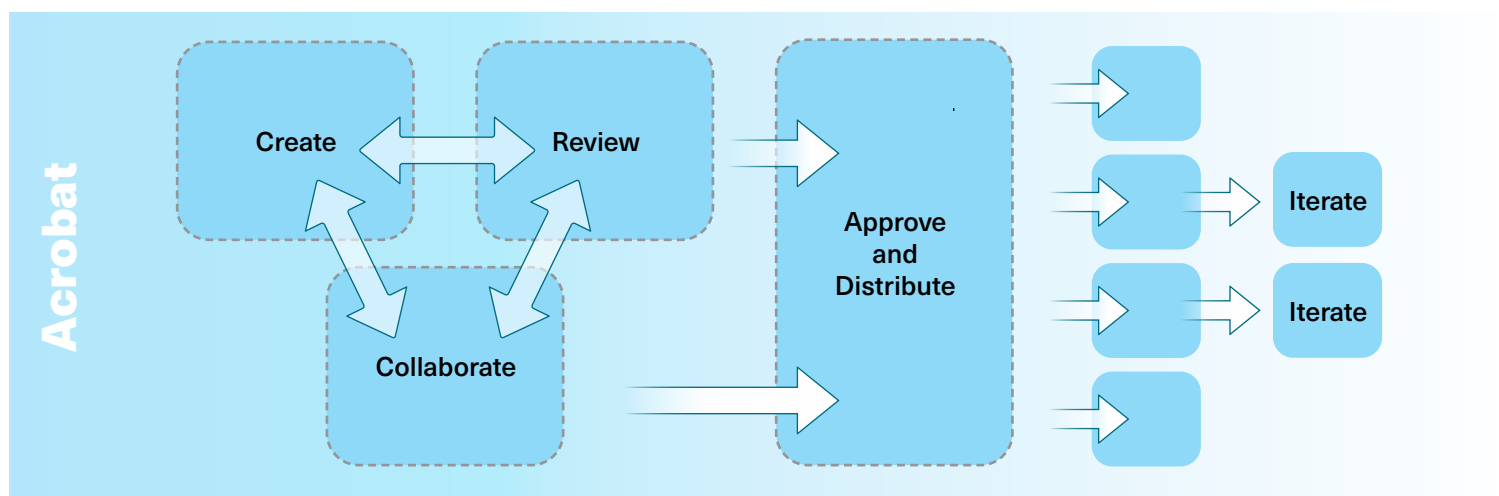 Acrobat
Create
Review
Collaborate
Approve
and
Distribute
Iterate
Iterate